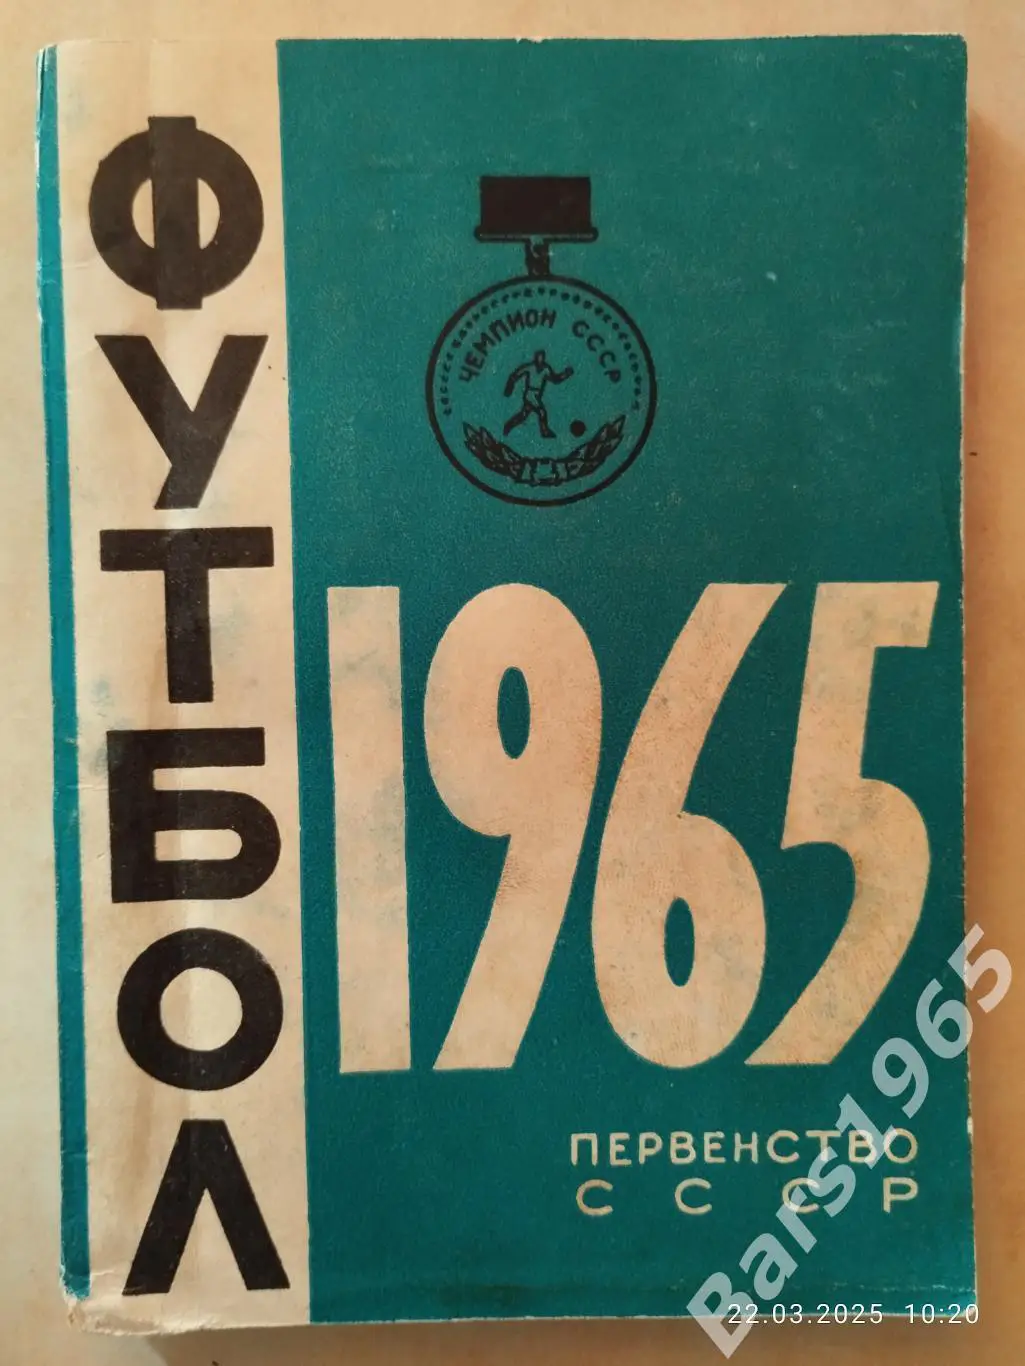 ФУТБОЛ
ЧЕМПИОН СССР
1965
ПЕРВЕНСТВО
СССР
Bars1965
22.03.2025 10:20